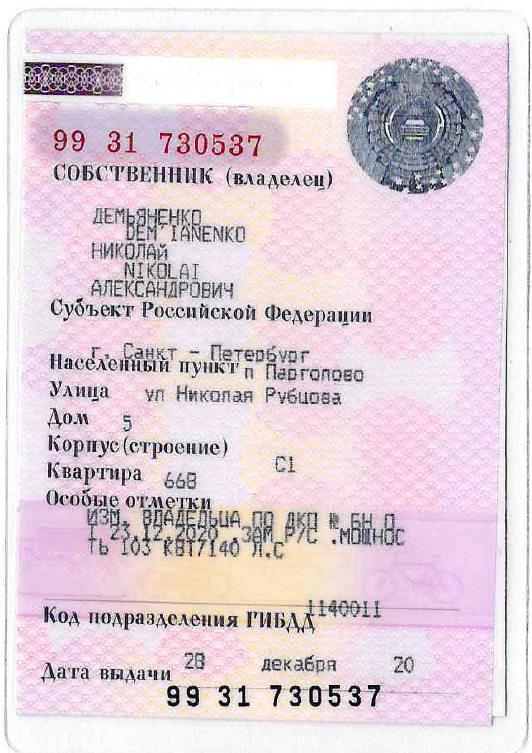 99 31 730537
СОБСТВЕННИК (владелец)
ДЕМЬЯНЕНКО
DEM'IANENKO
НИКОЛАЙ
NIKOLAI
АЛЕКСАНДРОВИЧ
Субъект Российской Федерации
г. Санкт - Петербург
Населенный пункт п Парголово
Улица ул Николая Рубцова
Дом 5
Корпус (строение) С1
Квартира 668
Особые отметки
ИЗМ. ВЛАДЕЛЬЦА ПО ДКП № БН О
Т 23.12.2020 .ЗАМ Р/С .МОЩНОС
ТЬ 103 КВТ/140 Л.С
Код подразделения ГИБДД 1140011
Дата выдачи 28 декабря 20
99 31 730537